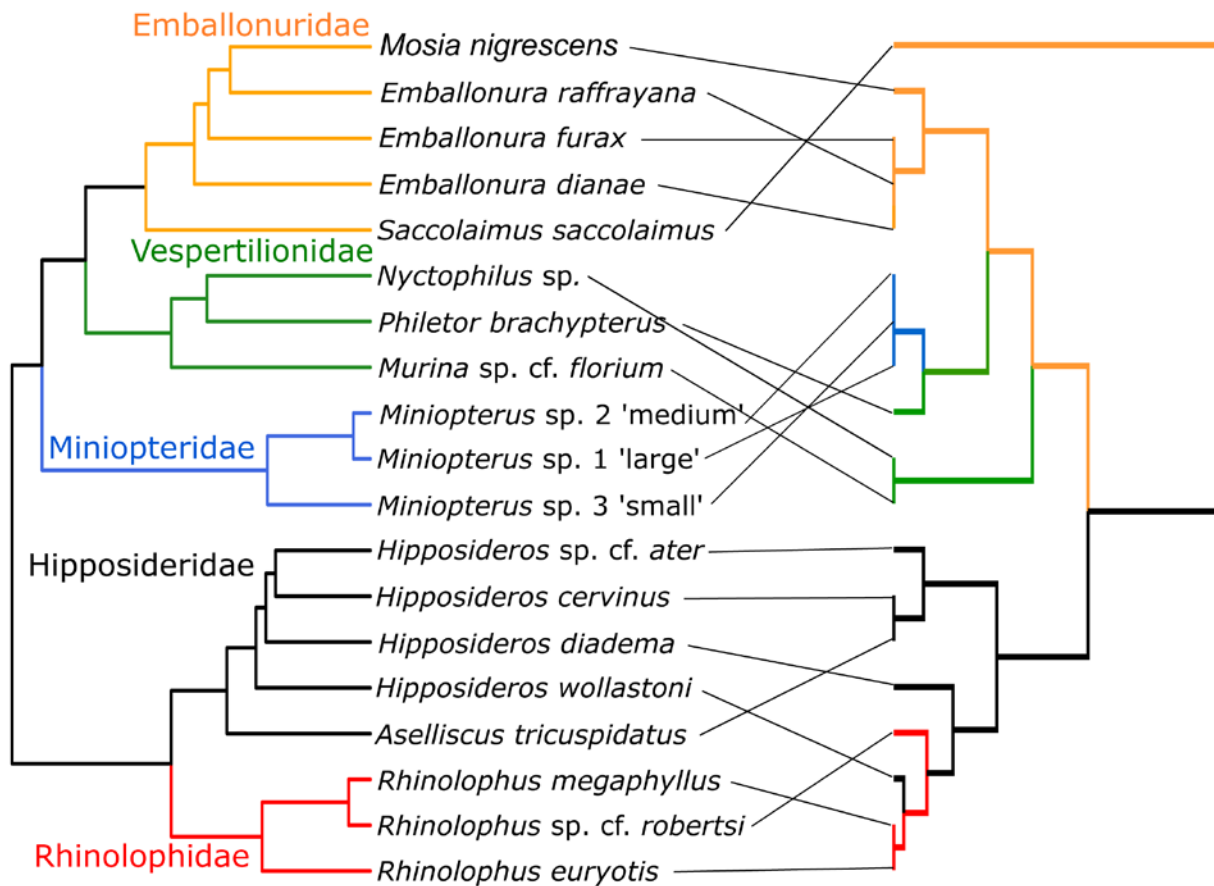 Emballonuridae
Mosia nigrescens
Emballonura raffrayana
Emballonura furax
Emballonura dianae
Saccolaimus saccolaimus
Vespertilionidae
Nyctophilus sp.
Philetor brachypterus
Murina sp. cf. florium
Miniopterus sp. 2 'medium'
Miniopteridae
Miniopterus sp. 1 'large'
Miniopterus sp. 3 'small'
Hipposideros sp. cf. ater
Hipposideridae
Hipposideros cervinus
Hipposideros diadema
Hipposideros wollastoni
Aselliscus tricuspidatus
Rhinolophus megaphyllus
Rhinolophus sp. cf. robertsi
Rhinolophidae
Rhinolophus euryotis